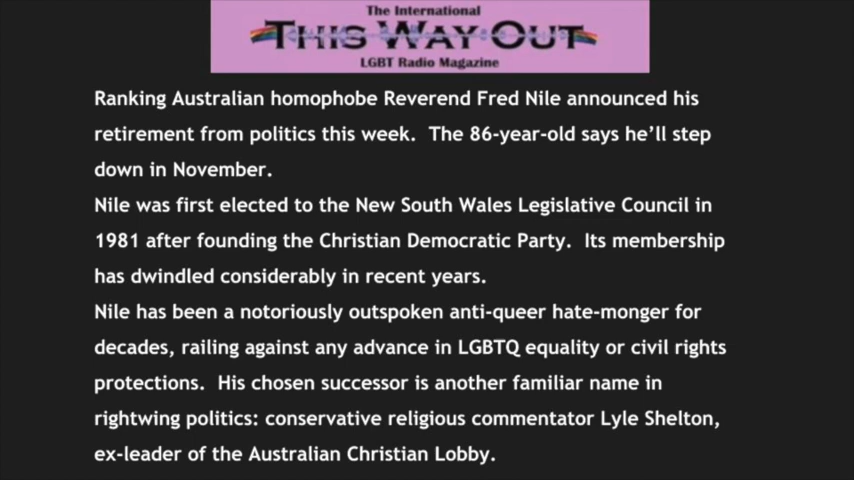 The International
THIS WAY OUT
LGBT Radio Magazine
Ranking Australian homophobe Reverend Fred Nile announced his
retirement from politics this week.  The 86-year-old says he’ll step
down in November.
Nile was first elected to the New South Wales Legislative Council in
1981 after founding the Christian Democratic Party.  Its membership
has dwindled considerably in recent years.
Nile has been a notoriously outspoken anti-queer hate-monger for
decades, railing against any advance in LGBTQ equality or civil rights
protections.  His chosen successor is another familiar name in
rightwing politics: conservative religious commentator Lyle Shelton,
ex-leader of the Australian Christian Lobby.